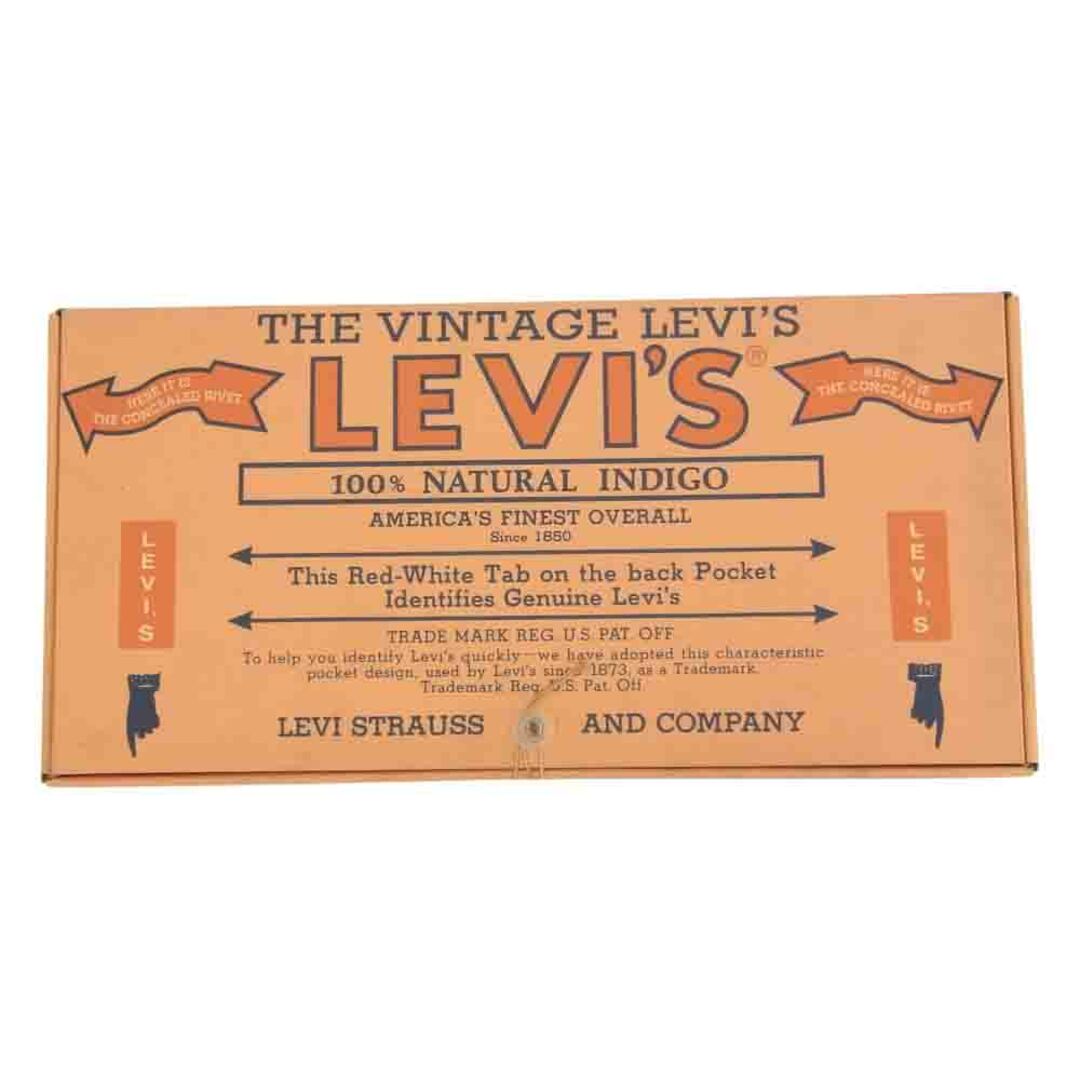 THE VINTAGE LEVI'S
HERE IT IS
THE CONCEALED RIVET
LEVI'S®
HERE IT IS
THE CONCEALED RIVET
100% NATURAL INDIGO
AMERICA'S FINEST OVERALL
Since 1850
LEVI'S
This Red-White Tab on the back Pocket
Identifies Genuine Levi's
LEVI'S
TRADE MARK REG. U.S. PAT. OFF
To help you identify Levi's quickly—we have adopted this characteristic
pocket design, used by Levi's since 1873, as a Trademark.
Trademark Reg. U.S. Pat. Off.
LEVI STRAUSS AND COMPANY